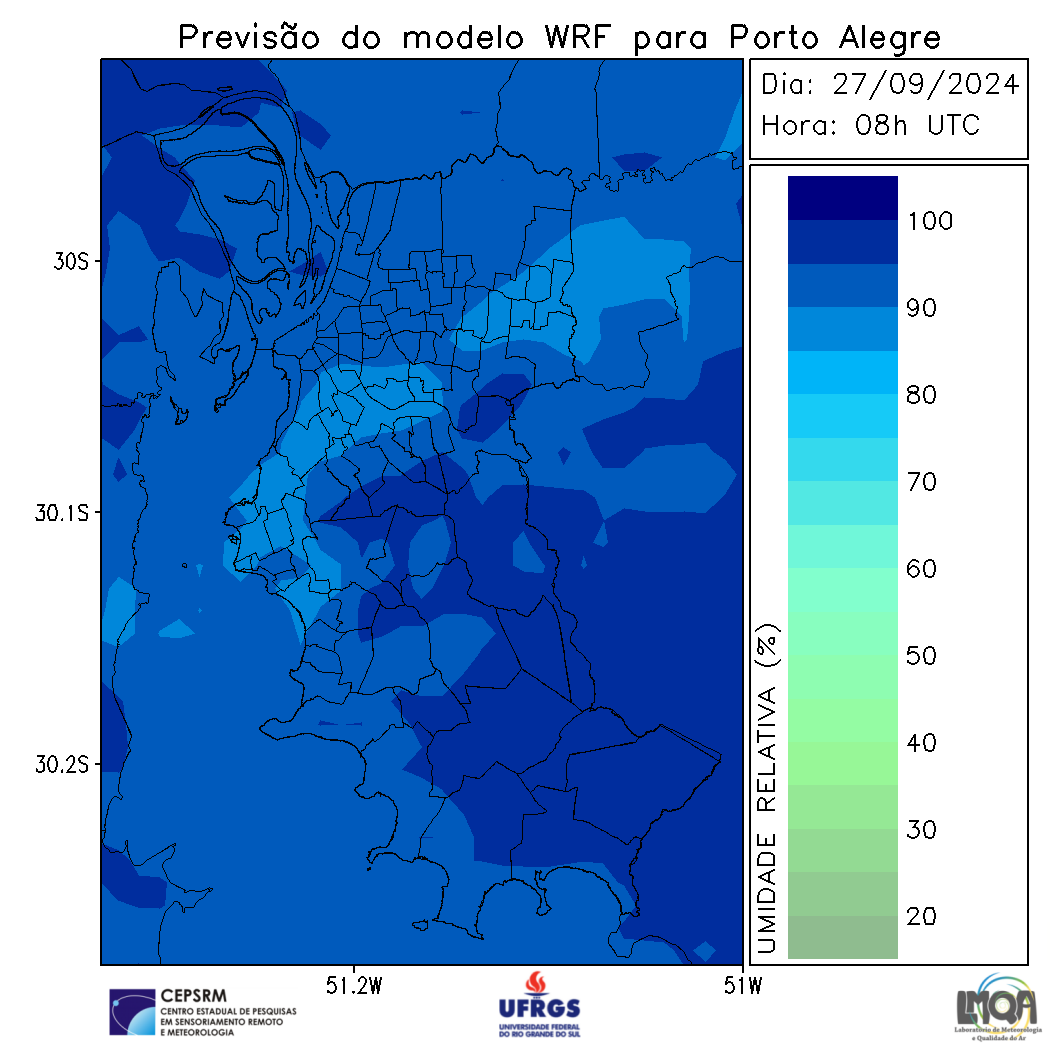 Previsão do modelo WRF para Porto Alegre
Dia: 27/09/2024
Hora: 08h UTC
30S
30.1S
30.2S
51.2W
51W
100
90
80
70
60
50
40
30
20
UMIDADE RELATIVA (%)
CEPSRM
CENTRO ESTADUAL DE PESQUISAS
EM SENSORIAMENTO REMOTO
E METEOROLOGIA
UFRGS
UNIVERSIDADE FEDERAL
DO RIO GRANDE DO SUL
LMQA
Laboratório de Meteorologia
e Qualidade do Ar